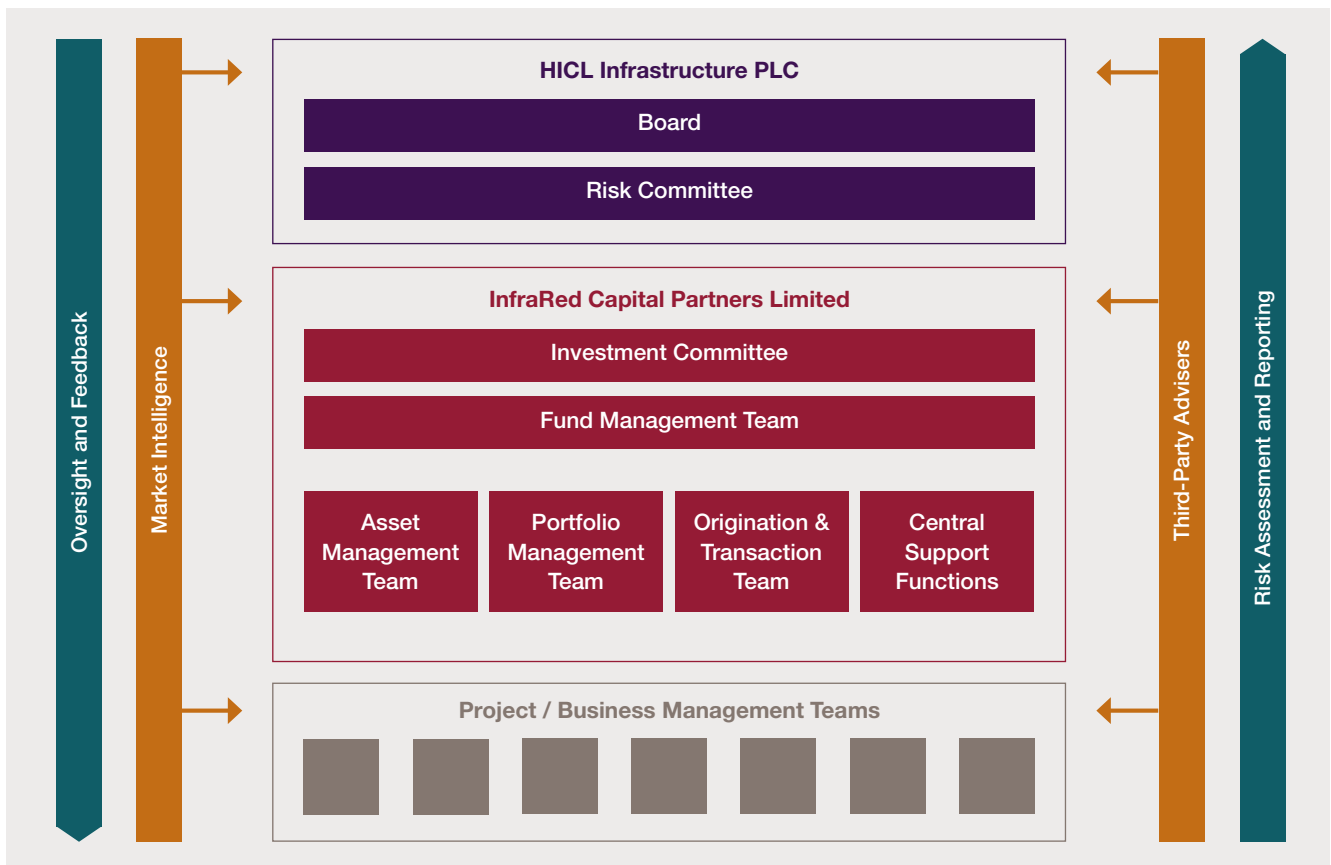 Oversight and Feedback
Market Intelligence
HICL Infrastructure PLC
Board
Risk Committee
InfraRed Capital Partners Limited
Investment Committee
Fund Management Team
Asset
Management
Team
Portfolio
Management
Team
Origination &
Transaction
Team
Central
Support
Functions
Project / Business Management Teams
Third-Party Advisers
Risk Assessment and Reporting